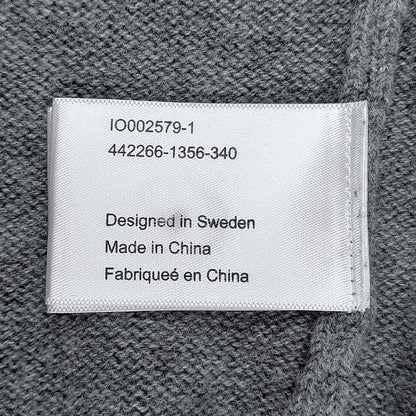 IO002579-1
442266-1356-340
Designed in Sweden
Made in China
Fabriqueé en China